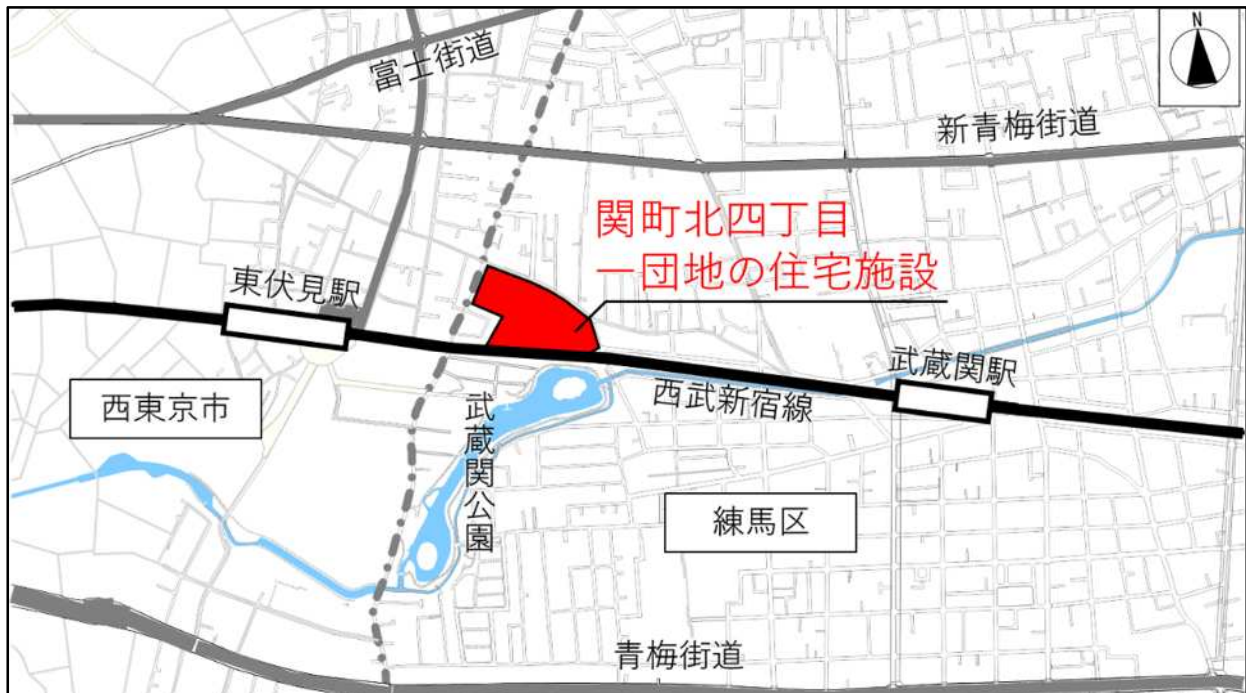 N
富士街道
新青梅街道
関町北四丁目
一団地の住宅施設
東伏見駅
武蔵関駅
西武新宿線
西東京市
武蔵関公園
練馬区
青梅街道